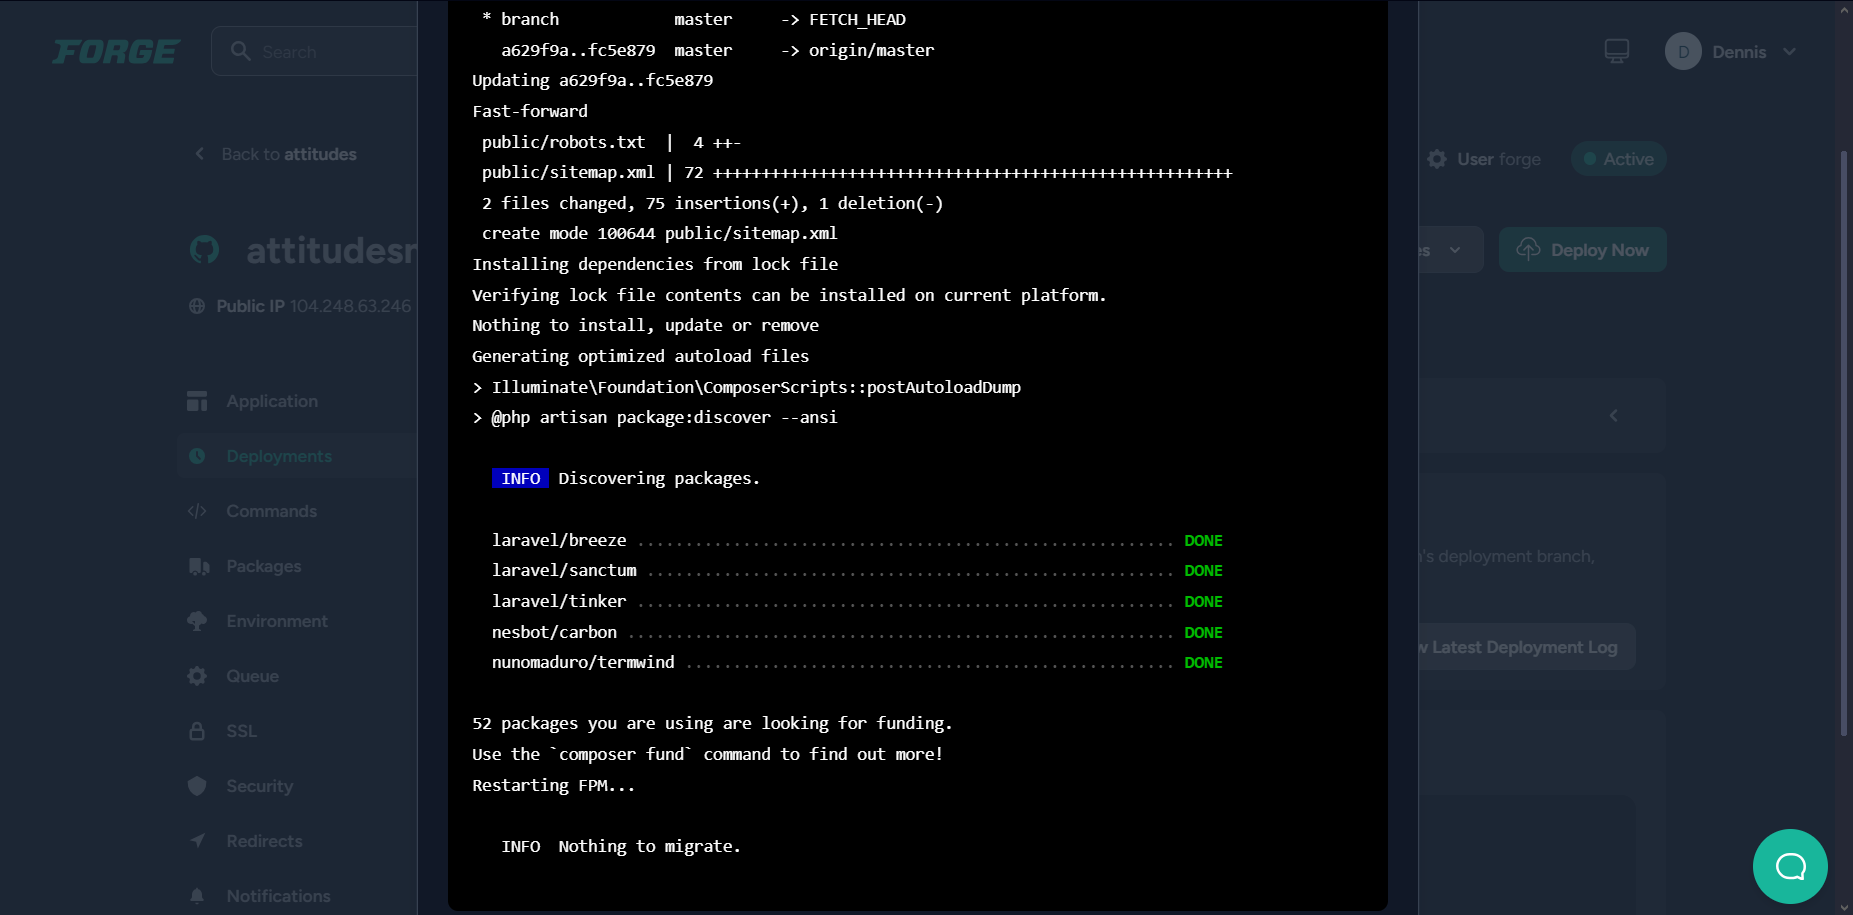 * branch master -> FETCH_HEAD
a629f9a..fc5e879 master -> origin/master
Updating a629f9a..fc5e879
Fast-forward
public/robots.txt | 4 ++-
public/sitemap.xml | 72 ++++++++++++++++++++++++++++++++++++++++++++++++++++++
2 files changed, 75 insertions(+), 1 deletion(-)
create mode 100644 public/sitemap.xml
Installing dependencies from lock file
Verifying lock file contents can be installed on current platform.
Nothing to install, update or remove
Generating optimized autoload files
> Illuminate\Foundation\ComposerScripts::postAutoloadDump
> @php artisan package:discover --ansi
INFO Discovering packages.
laravel/breeze ........................................................ DONE
laravel/sanctum ....................................................... DONE
laravel/tinker ........................................................ DONE
nesbot/carbon ......................................................... DONE
nunomaduro/termwind ................................................... DONE
52 packages you are using are looking for funding.
Use the `composer fund` command to find out more!
Restarting FPM...
INFO Nothing to migrate.
FORGE
Search
D Dennis
Back to attitudes
User forge
Active
attitudesr
Public IP 104.248.63.246
es
Deploy Now
Application
Deployments
Commands
Packages
Environment
Queue
SSL
Security
Redirects
Notifications
's deployment branch,
w Latest Deployment Log